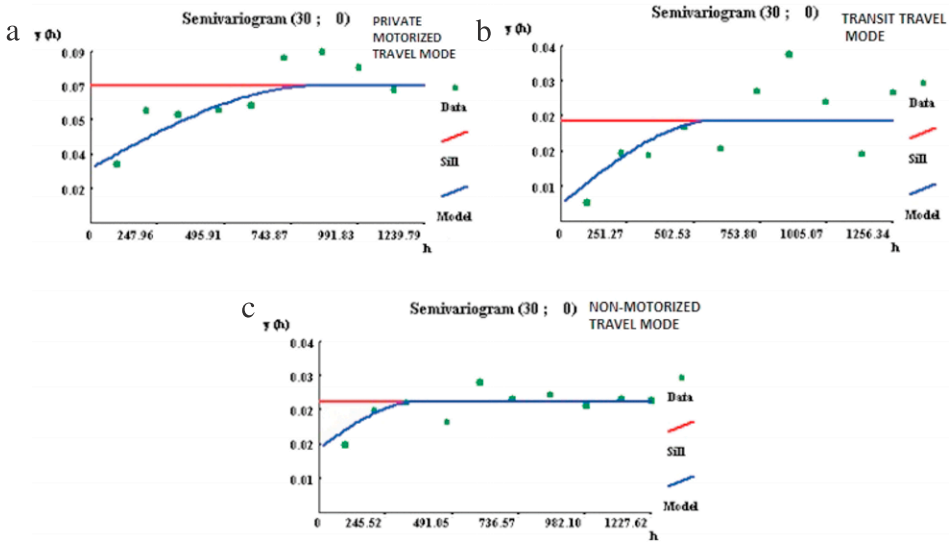 a
Semivariogram (30 ; 0)
PRIVATE
MOTORIZED
TRAVEL MODE
γ (h)
0.09
0.07
0.05
0.04
0.02
0
247.96
495.91
743.87
991.83
1239.79
h
Data
Sill
Model
b
Semivariogram (30 ; 0)
TRANSIT TRAVEL
MODE
γ (h)
0.04
0.03
0.02
0.02
0.01
0
251.27
502.53
753.80
1005.07
1256.34
h
Data
Sill
Model
c
Semivariogram (30 ; 0)
NON-MOTORIZED
TRAVEL MODE
γ (h)
0.04
0.03
0.02
0.02
0.01
0
245.52
491.05
736.57
982.10
1227.62
h
Data
Sill
Model